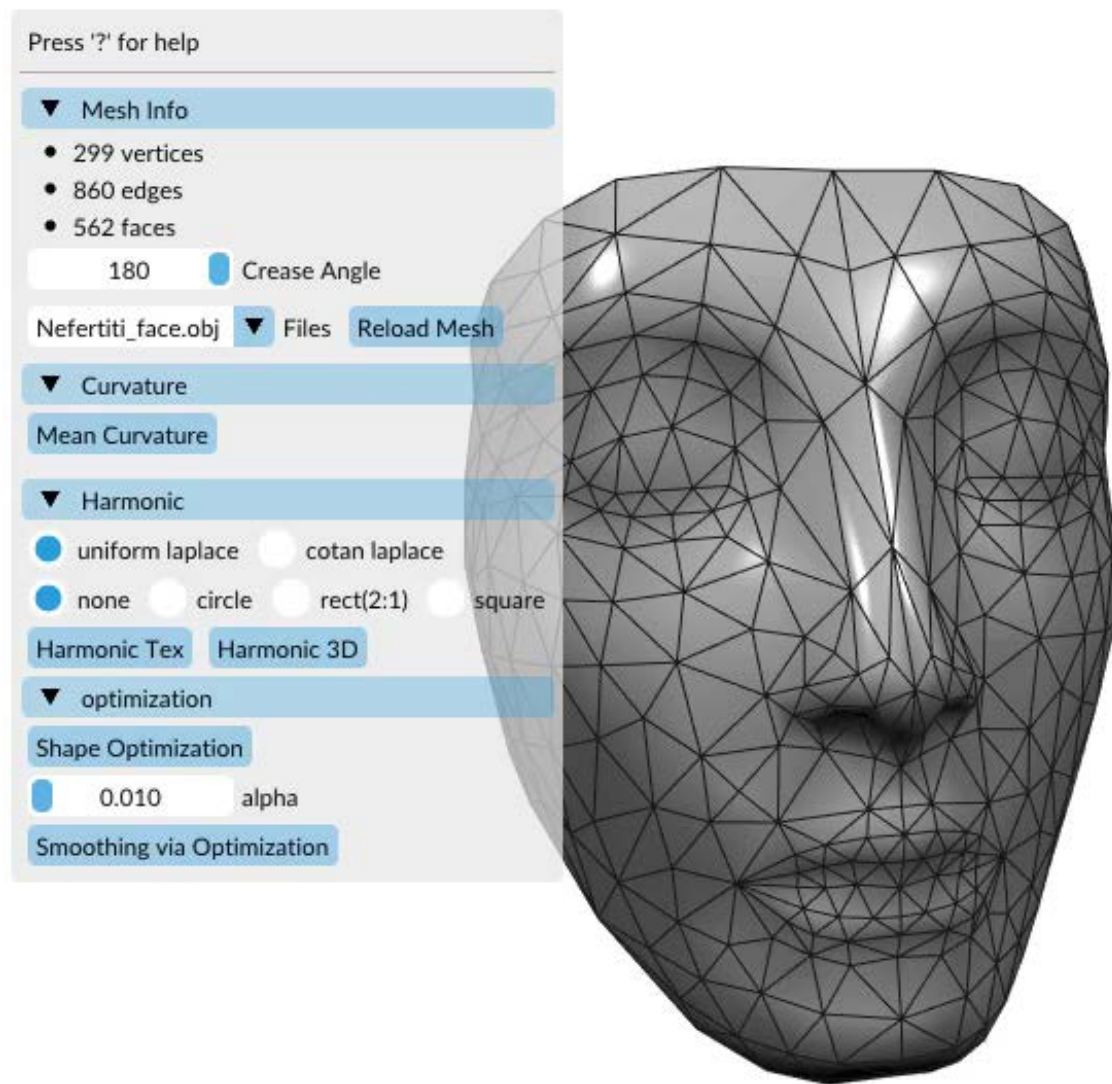 Press '?' for help
Mesh Info
299 vertices
860 edges
562 faces
180 Crease Angle
Nefertiti_face.obj Files Reload Mesh
Curvature
Mean Curvature
Harmonic
uniform laplace cotan laplace
none circle rect(2:1) square
Harmonic Tex Harmonic 3D
optimization
Shape Optimization
0.010 alpha
Smoothing via Optimization